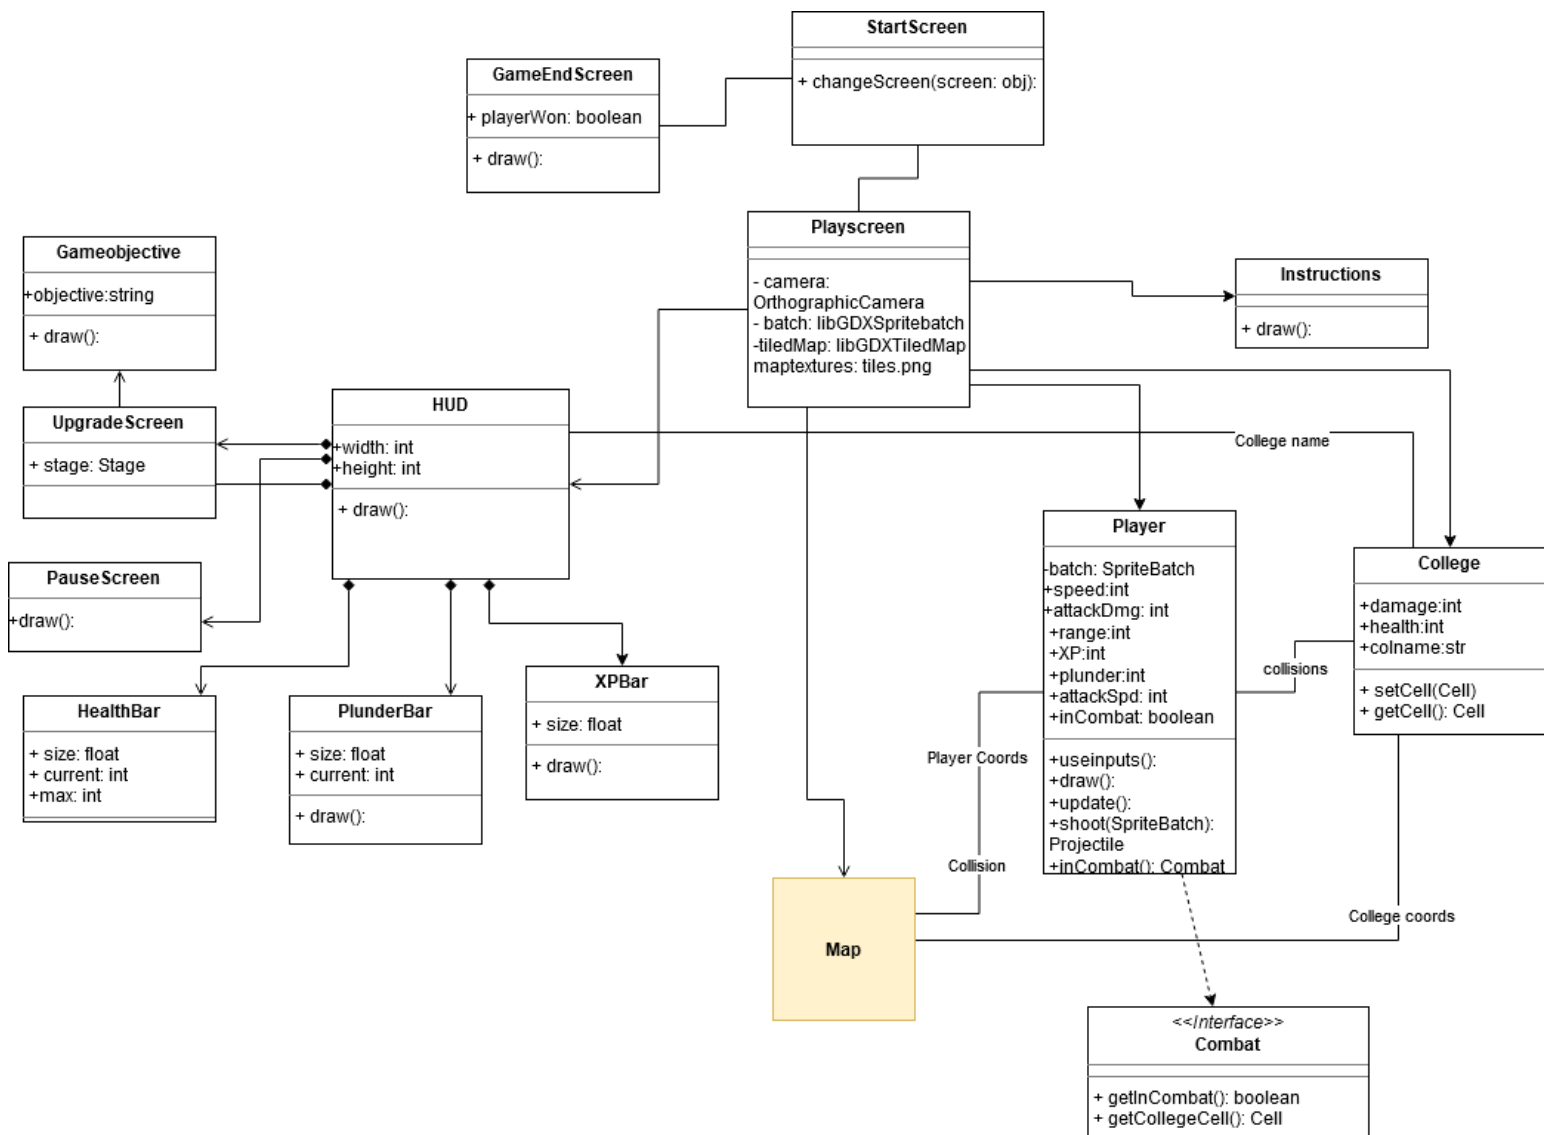 StartScreen
+ changeScreen(screen: obj):
GameEndScreen
+ playerWon: boolean
+ draw():
Playscreen
- camera:
OrthographicCamera
- batch: libGDXSpritebatch
-tiledMap: libGDXTiledMap
maptextures: tiles.png
Gameobjective
+objective:string
+ draw():
Instructions
+ draw():
UpgradeScreen
+ stage: Stage
HUD
+width: int
+height: int
+ draw():
College name
PauseScreen
+draw():
Player
-batch: SpriteBatch
+speed:int
+attackDmg: int
+range:int
+XP:int
+plunder:int
+attackSpd: int
+inCombat: boolean
+useinputs():
+draw():
+update():
+shoot(SpriteBatch):
Projectile
+inCombat(): Combat
College
+damage:int
+health:int
+colname:str
+ setCell(Cell)
+ getCell(): Cell
collisions
HealthBar
+ size: float
+ current: int
+max: int
PlunderBar
+ size: float
+ current: int
+ draw():
XPBar
+ size: float
+ draw():
Player Coords
Collision
College coords
Map
<<Interface>>
Combat
+ getInCombat(): boolean
+ getCollegeCell(): Cell